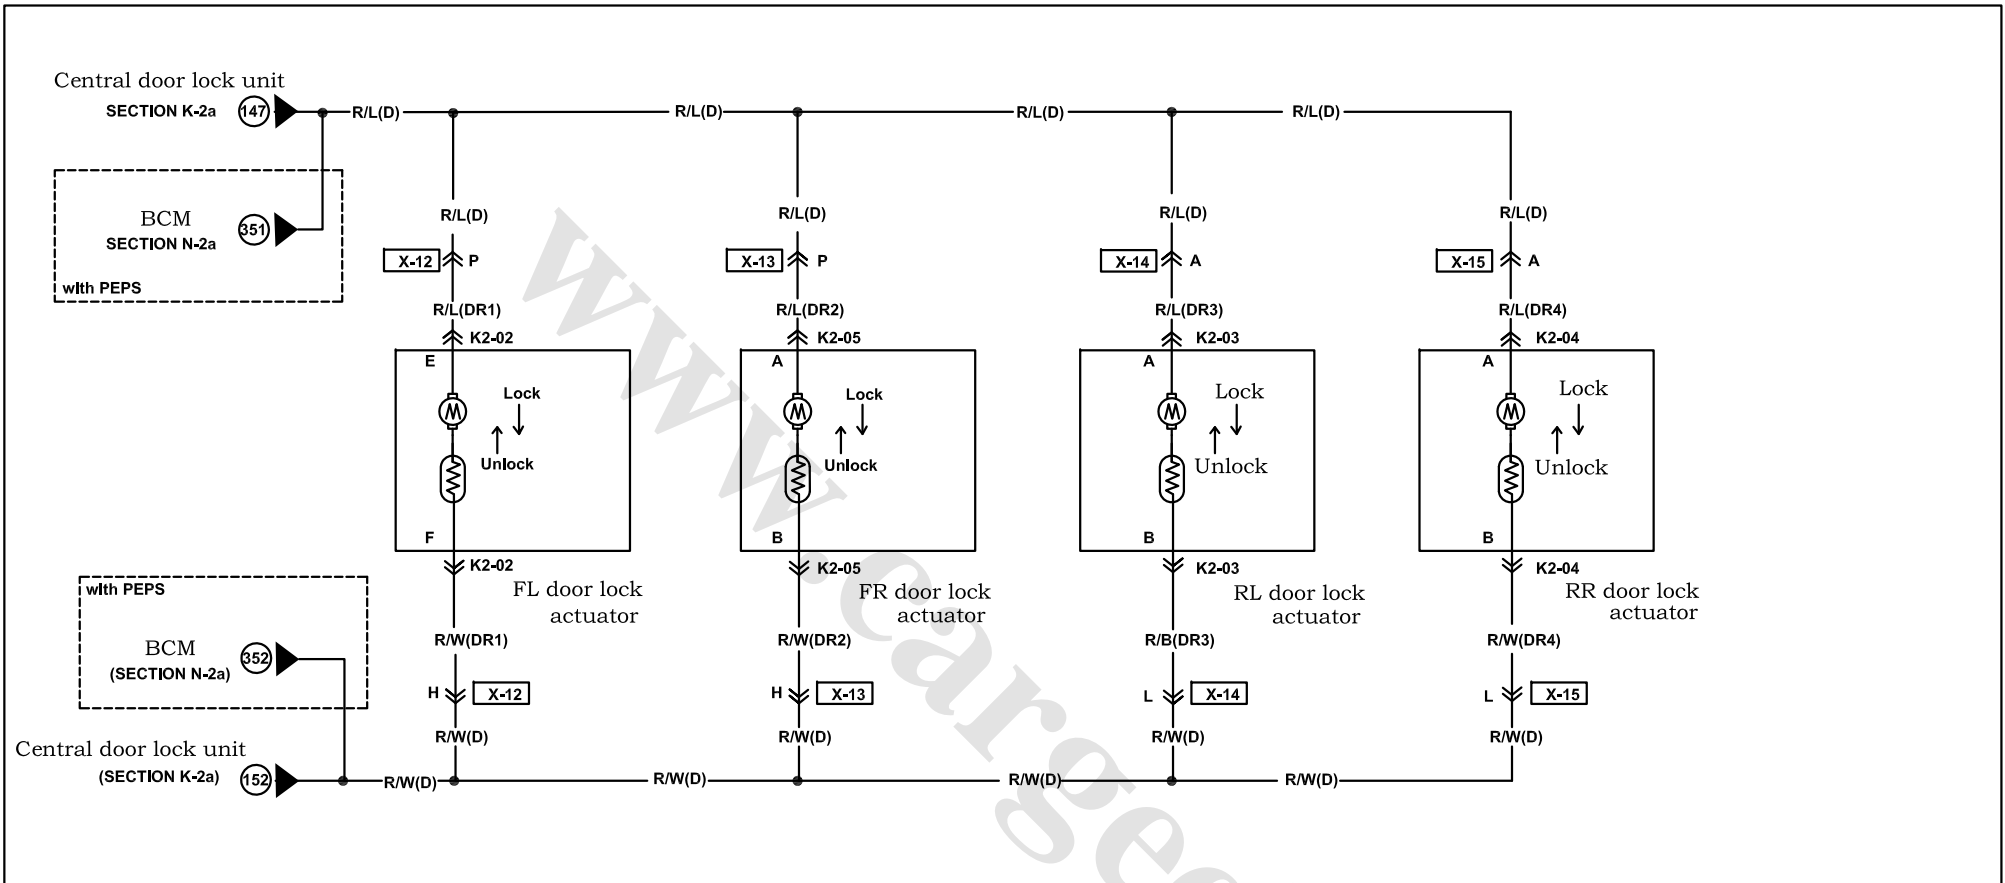 Central door lock unit
SECTION K-2a 147 R/L(D) R/L(D) R/L(D) R/L(D)
BCM
SECTION N-2a 351
with PEPS
R/L(D) R/L(D) R/L(D) R/L(D)
X-12 P X-13 P X-14 A X-15 A
R/L(DR1) R/L(DR2) R/L(DR3) R/L(DR4)
K2-02 K2-05 K2-03 K2-04
E A A A
M M M M
Lock Lock Lock Lock
Unlock Unlock Unlock Unlock
F B B B
K2-02 K2-05 K2-03 K2-04
FL door lock
actuator
FR door lock
actuator
RL door lock
actuator
RR door lock
actuator
with PEPS
BCM
(SECTION N-2a) 352
R/W(DR1) R/W(DR2) R/B(DR3) R/W(DR4)
H X-12 H X-13 L X-14 L X-15
R/W(D) R/W(D) R/W(D) R/W(D)
Central door lock unit
(SECTION K-2a) 152 R/W(D) R/W(D) R/W(D) R/W(D)